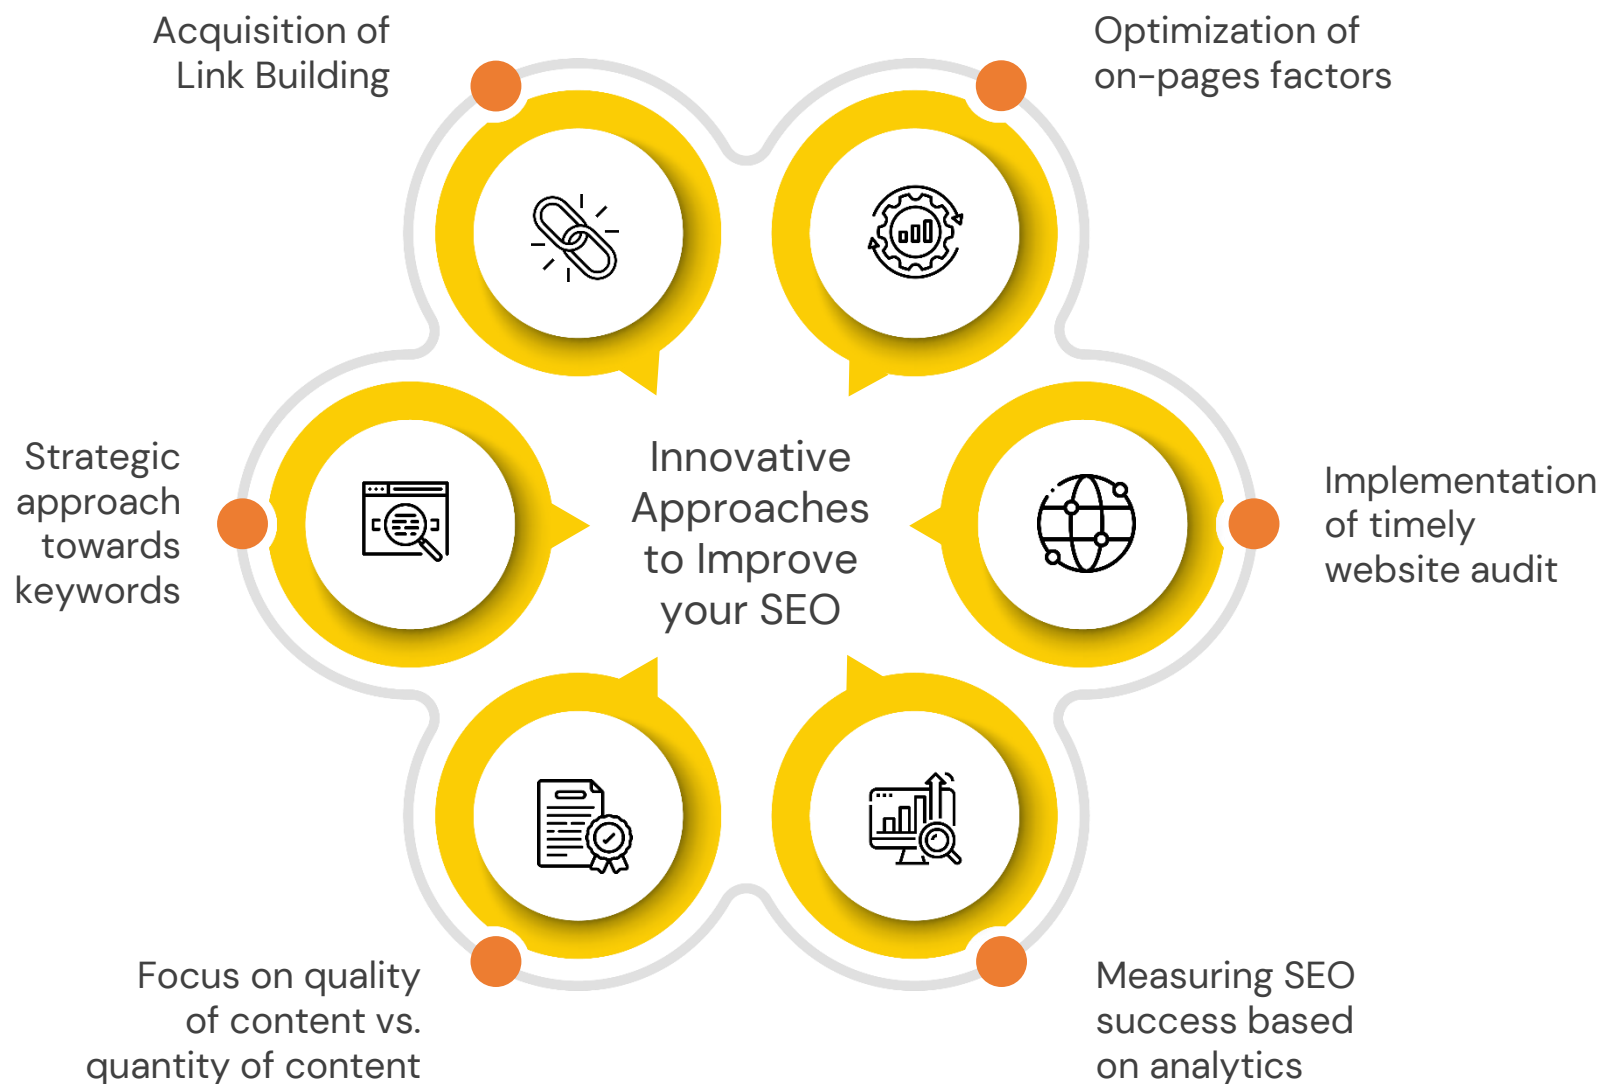 Acquisition of
Link Building
Optimization of
on-pages factors
Strategic
approach
towards
keywords
Innovative
Approaches
to Improve
your SEO
Implementation
of timely
website audit
Focus on quality
of content vs.
quantity of content
Measuring SEO
success based
on analytics